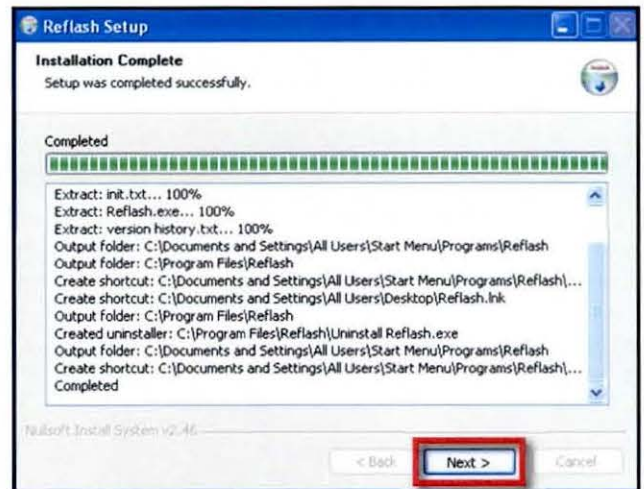 Reflash Setup
Installation Complete
Setup was completed successfully.
Completed
Extract: init.txt... 100%
Extract: Reflash.exe... 100%
Extract: version history.txt... 100%
Output folder: C:\Documents and Settings\All Users\Start Menu\Programs\Reflash
Output folder: C:\Program Files\Reflash
Create shortcut: C:\Documents and Settings\All Users\Start Menu\Programs\Reflash\...
Create shortcut: C:\Documents and Settings\All Users\Desktop\Reflash.lnk
Output folder: C:\Program Files\Reflash
Created uninstaller: C:\Program Files\Reflash\Uninstall Reflash.exe
Output folder: C:\Documents and Settings\All Users\Start Menu\Programs\Reflash
Create shortcut: C:\Documents and Settings\All Users\Start Menu\Programs\Reflash\...
Completed
Nullsoft Install System v2.46
< Back Next > Cancel